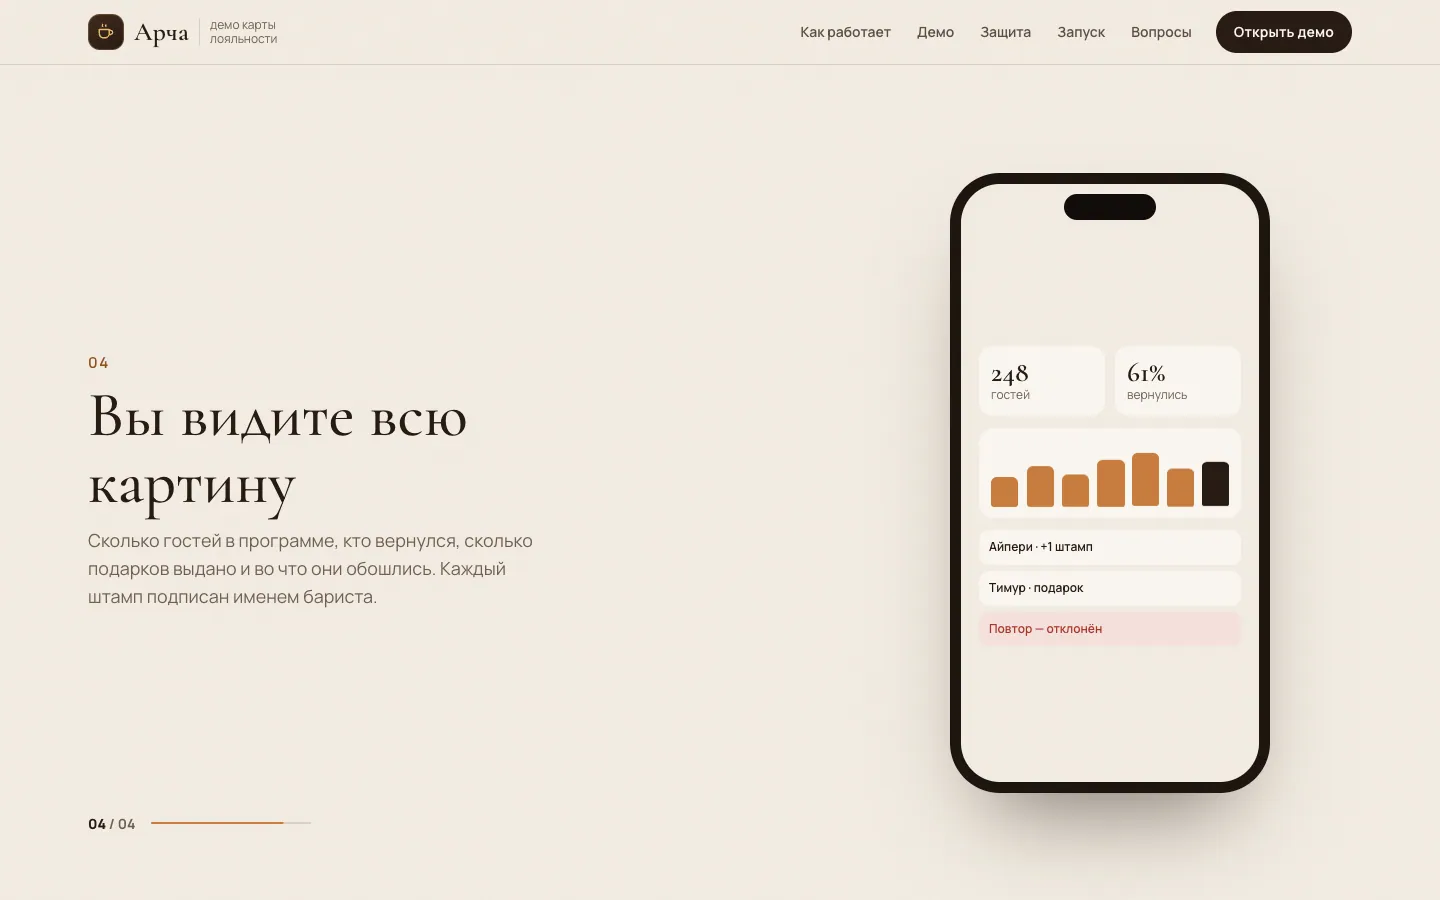 Арча
демо карты
лояльности
Как работает
Демо
Защита
Запуск
Вопросы
Открыть демо
04
Вы видите всю
картину
Сколько гостей в программе, кто вернулся, сколько
подарков выдано и во что они обошлись. Каждый
штамп подписан именем бариста.
04 / 04
248
гостей
61%
вернулись
Айпери · +1 штамп
Тимур · подарок
Повтор — отклонён